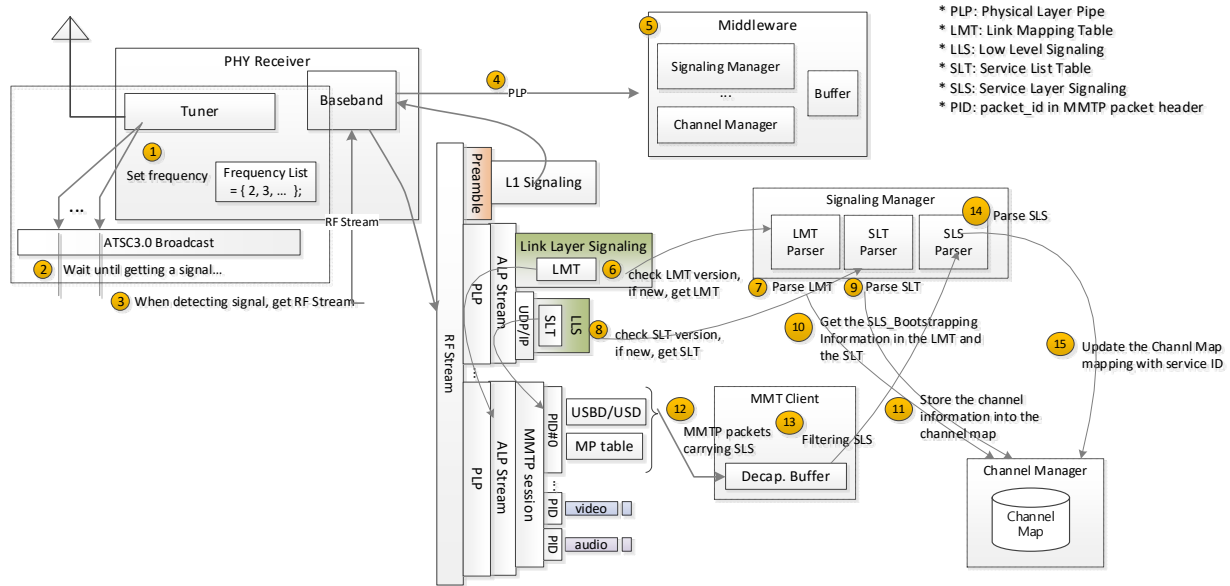 * PLP: Physical Layer Pipe
* LMT: Link Mapping Table
* LLS: Low Level Signaling
* SLT: Service List Table
* SLS: Service Layer Signaling
* PID: packet_id in MMTP packet header
PHY Receiver
Tuner
Baseband
1
Set frequency
Frequency List
= { 2, 3, ... };
...
RF Stream
ATSC3.0 Broadcast
2
Wait until getting a signal...
3
When detecting signal, get RF Stream
4
PLP
5
Middleware
Signaling Manager
...
Channel Manager
Buffer
RF Stream
Preamble
L1 Signaling
PLP
ALP Stream
Link Layer Signaling
LMT
6
check LMT version,
if new, get LMT
UDP/IP
SLT
LLS
8
check SLT version,
if new, get SLT
...
PLP
ALP Stream
MMTP session
PID#0
USBD/USD
MP table
...
PID
video
PID
audio
12
MMTP packets
carrying SLS
MMT Client
13
Filtering SLS
Decap. Buffer
Signaling Manager
LMT
Parser
SLT
Parser
SLS
Parser
14
Parse SLS
7
Parse LMT
9
Parse SLT
10
Get the SLS_Bootstrapping
Information in the LMT and
the SLT
11
Store the channel
information into the
channel map
15
Update the Channl Map
mapping with service ID
Channel Manager
Channel
Map